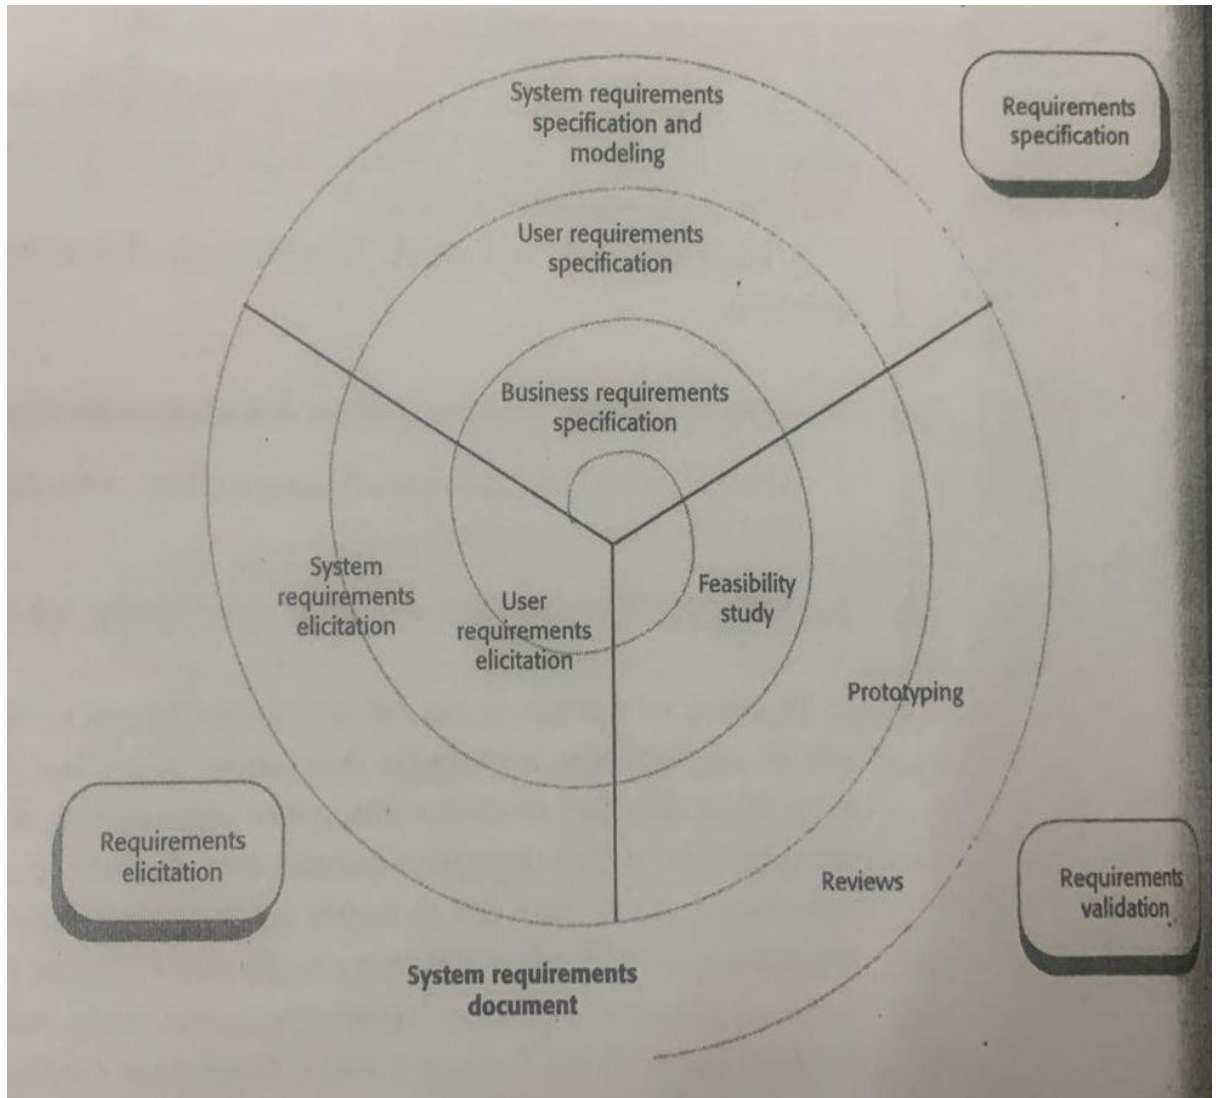 System requirements
specification and
modeling
Requirements
specification
User requirements
specification
Business requirements
specification
System
requirements
elicitation
User
requirements
elicitation
Feasibility
study
Prototyping
Requirements
elicitation
Reviews
Requirements
validation
System requirements
document